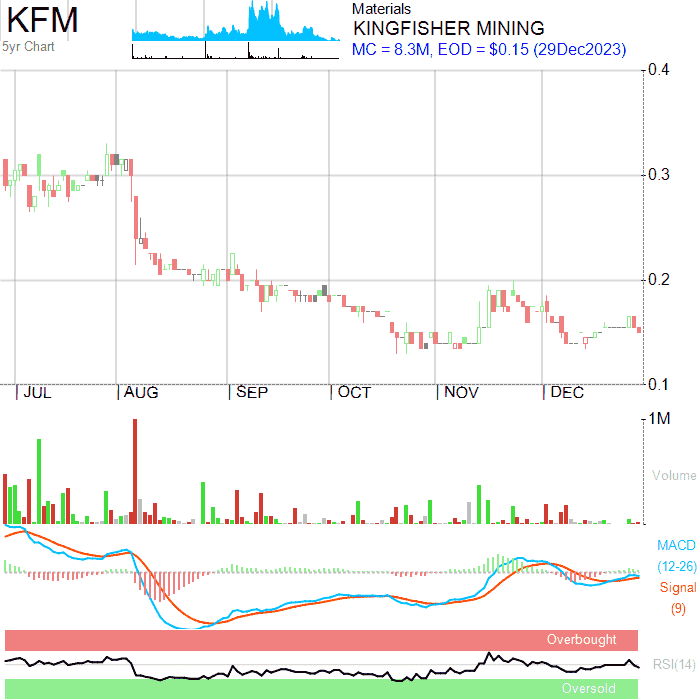 KFM
5yr Chart
Materials
KINGFISHER MINING
MC = 8.3M, EOD = $0.15 (29Dec2023)
0.4
0.3
0.2
0.1
JUL AUG SEP OCT NOV DEC
1M
Volume
MACD
(12-26)
Signal
(9)
Overbought
RSI(14)
Oversold